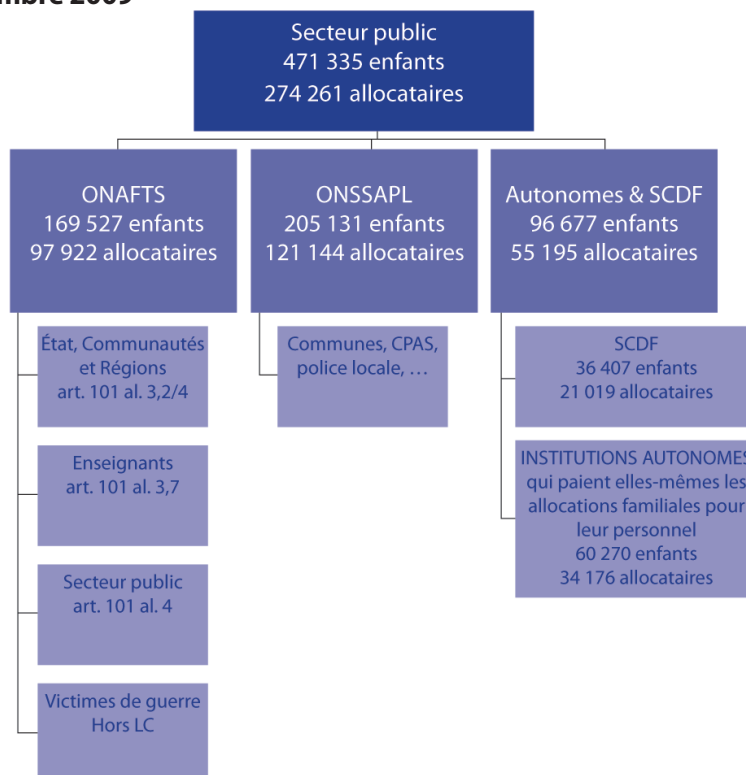 Secteur public
471 335 enfants
274 261 allocataires
ONAFTS
169 527 enfants
97 922 allocataires
ONSSAPL
205 131 enfants
121 144 allocataires
Autonomes & SCDF
96 677 enfants
55 195 allocataires
État, Communautés
et Régions
art. 101 al. 3,2/4
Enseignants
art. 101 al. 3,7
Secteur public
art. 101 al. 4
Victimes de guerre
Hors LC
Communes, CPAS,
police locale, …
SCDF
36 407 enfants
21 019 allocataires
INSTITUTIONS AUTONOMES
qui paient elles-mêmes les
allocations familiales pour
leur personnel
60 270 enfants
34 176 allocataires